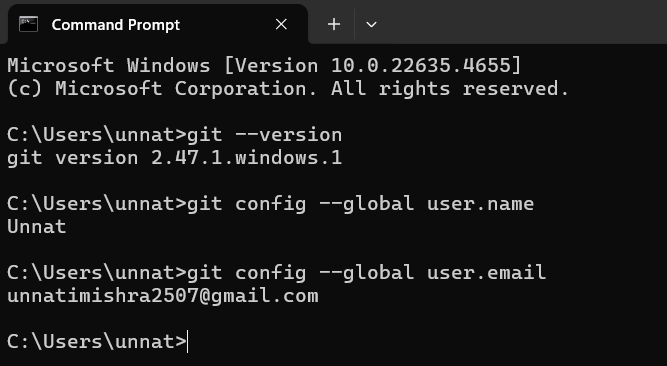 Command Prompt
Microsoft Windows [Version 10.0.22635.4655]
(c) Microsoft Corporation. All rights reserved.
C:\Users\unnat>git --version
git version 2.47.1.windows.1
C:\Users\unnat>git config --global user.name
Unnat
C:\Users\unnat>git config --global user.email
unnatimishra2507@gmail.com
C:\Users\unnat>